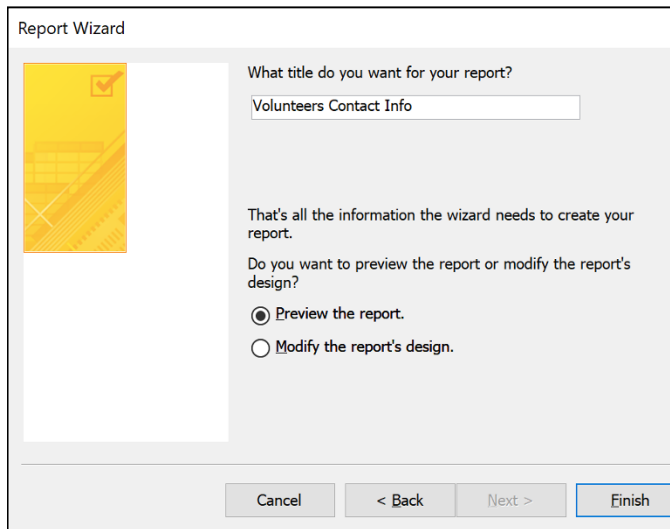 Report Wizard
What title do you want for your report?
Volunteers Contact Info
That's all the information the wizard needs to create your
report.
Do you want to preview the report or modify the report's
design?
Preview the report.
Modify the report's design.
Cancel
< Back
Next >
Finish